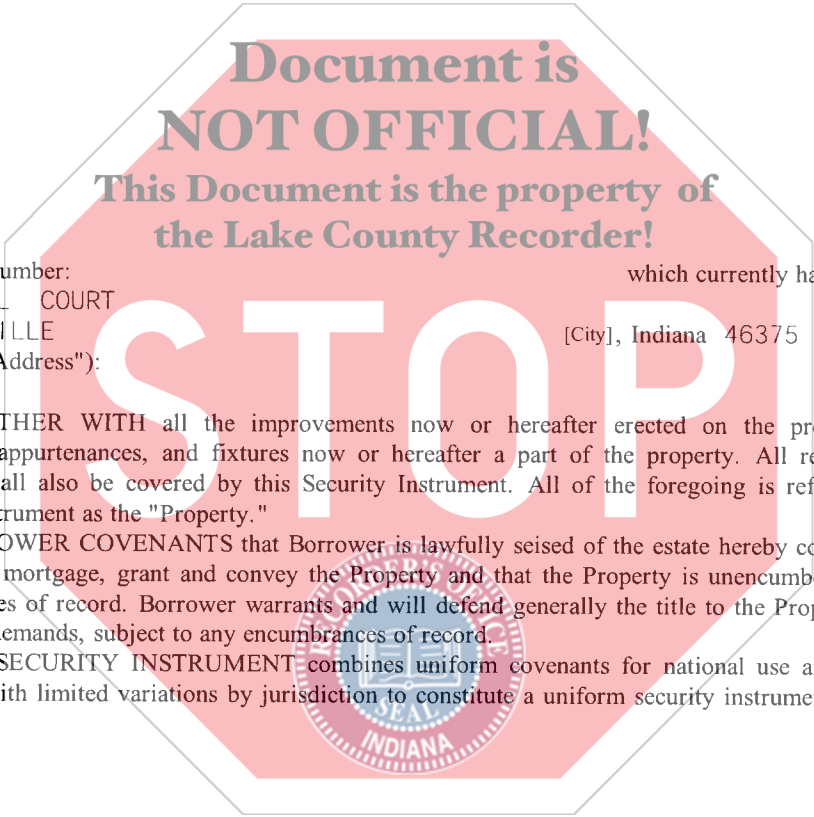 Document is
NOT OFFICIAL!
This Document is the property of
the Lake County Recorder!
umber: which currently ha
COURT
ILLE [City], Indiana 46375
Address"):
STOP
THER WITH all the improvements now or hereafter erected on the pr
appurtenances, and fixtures now or hereafter a part of the property. All re
all also be covered by this Security Instrument. All of the foregoing is ref
trument as the "Property."
OWER COVENANTS that Borrower is lawfully seised of the estate hereby co
mortgage, grant and convey the Property and that the Property is unencumb
es of record. Borrower warrants and will defend generally the title to the Prop
emands, subject to any encumbrances of record.
SECURITY INSTRUMENT combines uniform covenants for national use a
ith limited variations by jurisdiction to constitute a uniform security instrume
RECORDER'S OFFICE
SEAL
INDIANA